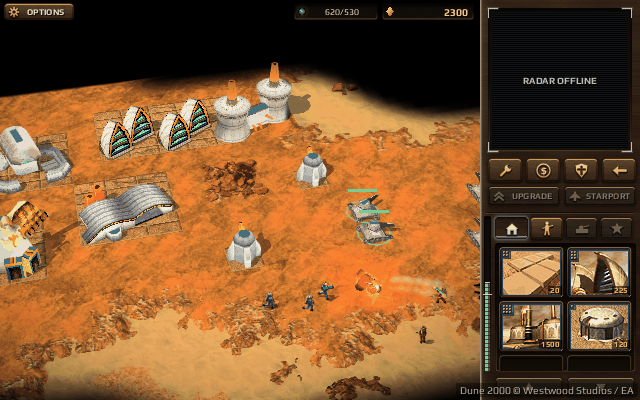 OPTIONS
620/530
2300
RADAR OFFLINE
UPGRADE
STARPORT
20
225
1500
120
Dune 2000 © Westwood Studios / EA